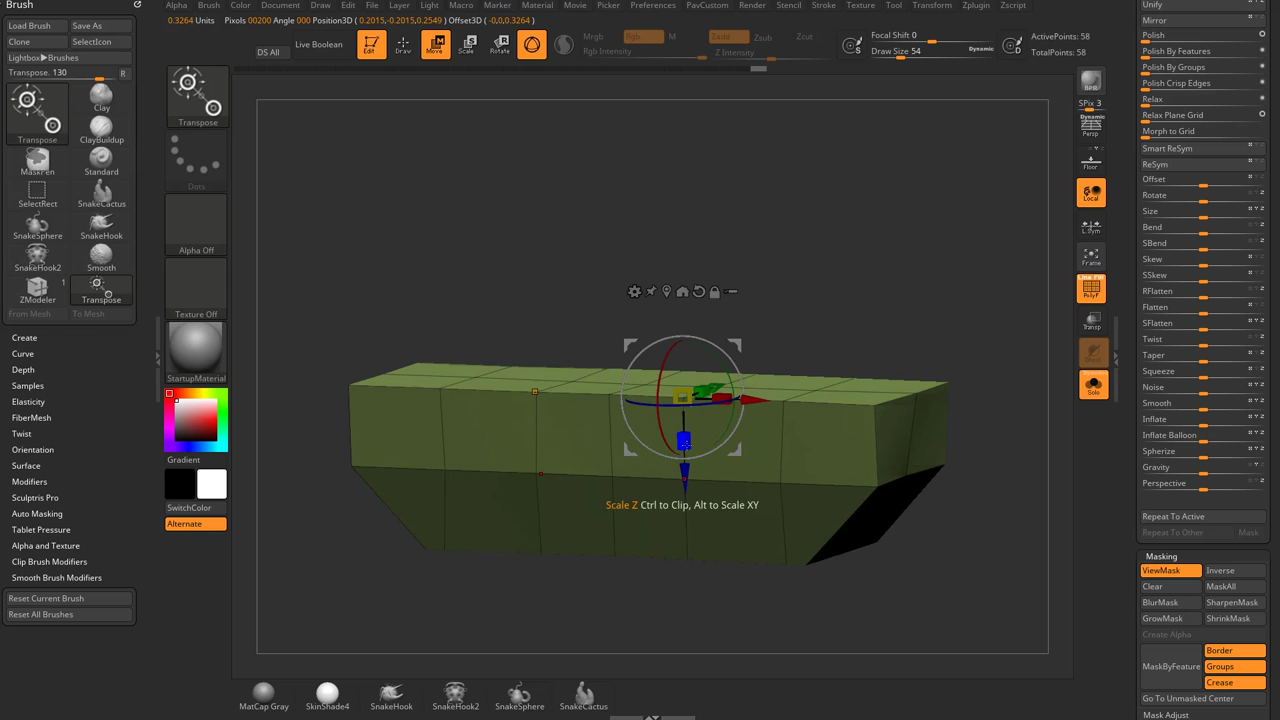 Brush
Alpha Brush Color Document Draw Edit File Layer Light Macro Marker Material Movie Picker Preferences PavCustom Render Stencil Stroke Texture Tool Transform Zplugin Zscript
0.3264 Units Pixels 00200 Angle 000 Position3D ( 0.2015,-0.2015,0.2549 ) Offset3D ( -0,0,-0.3264 )
Load Brush Save As
Clone SelectIcon
Lightbox▶Brushes
Transpose. 130 R
Transpose
Clay
ClayBuildup
MaskPen Standard
SelectRect SnakeCactus
SnakeSphere SnakeHook
SnakeHook2 Smooth
ZModeler 1 Transpose
From Mesh To Mesh
Create
Curve
Depth
Samples
Elasticity
FiberMesh
Twist
Orientation
Surface
Modifiers
Sculptris Pro
Auto Masking
Tablet Pressure
Alpha and Texture
Clip Brush Modifiers
Smooth Brush Modifiers
Reset Current Brush
Reset All Brushes
DS All
Live Boolean
Edit
Draw
Move
Scale
Rotate
Mrgb Rgb M
Rgb Intensity
Zadd Zsub Zcut
Z Intensity
S
Focal Shift 0
Draw Size 54 Dynamic
D
ActivePoints: 58
TotalPoints: 58
Transpose
Dots
Alpha Off
Texture Off
StartupMaterial
Gradient
SwitchColor
Alternate
Scale Z Ctrl to Clip, Alt to Scale XY
MatCap Gray SkinShade4 SnakeHook SnakeHook2 SnakeSphere SnakeCactus
BPR
SPix 3
Dynamic
Persp
Floor
Local
L.Sym
Frame
Line Fill
PolyF
Transp
Ghost
Dynamic
Solo
Unify
Mirror
Polish
Polish By Features
Polish By Groups
Polish Crisp Edges
Relax
Relax Plane Grid
Morph to Grid
Smart ReSym
ReSym
Offset
Rotate
Size
Bend
SBend
Skew
SSkew
RFlatten
Flatten
SFlatten
Twist
Taper
Squeeze
Noise
Smooth
Inflate
Inflate Balloon
Spherize
Gravity
Perspective
Repeat To Active
Repeat To Other Mask
Masking
ViewMask Inverse
Clear MaskAll
BlurMask SharpenMask
GrowMask ShrinkMask
Create Alpha
MaskByFeature
Border
Groups
Crease
Go To Unmasked Center
Mask Adjust